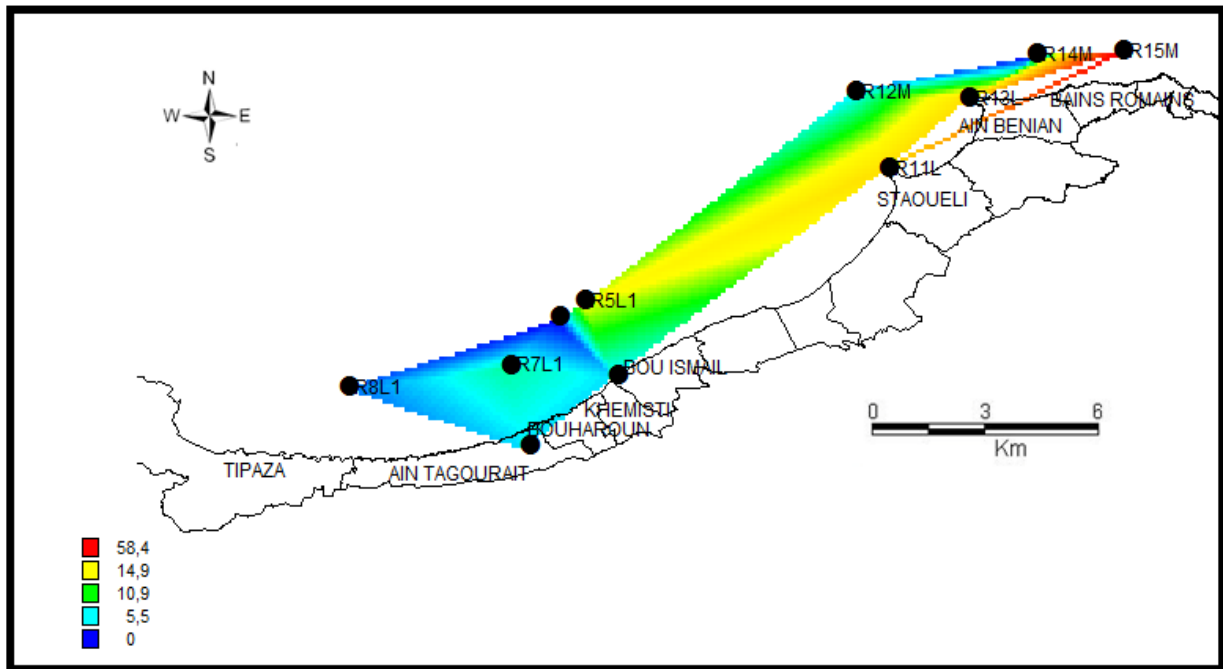 N
W E
S
R14M
R15M
R12M
R13L
BAINS ROMAINS
AIN BENIAN
R11L
STAOUELI
R5L1
R7L1
BOU ISMAIL
R8L1
KHEMISTI
BOUHAROUN
TIPAZA
AIN TAGOURAIT
0 3 6
Km
58,4
14,9
10,9
5,5
0